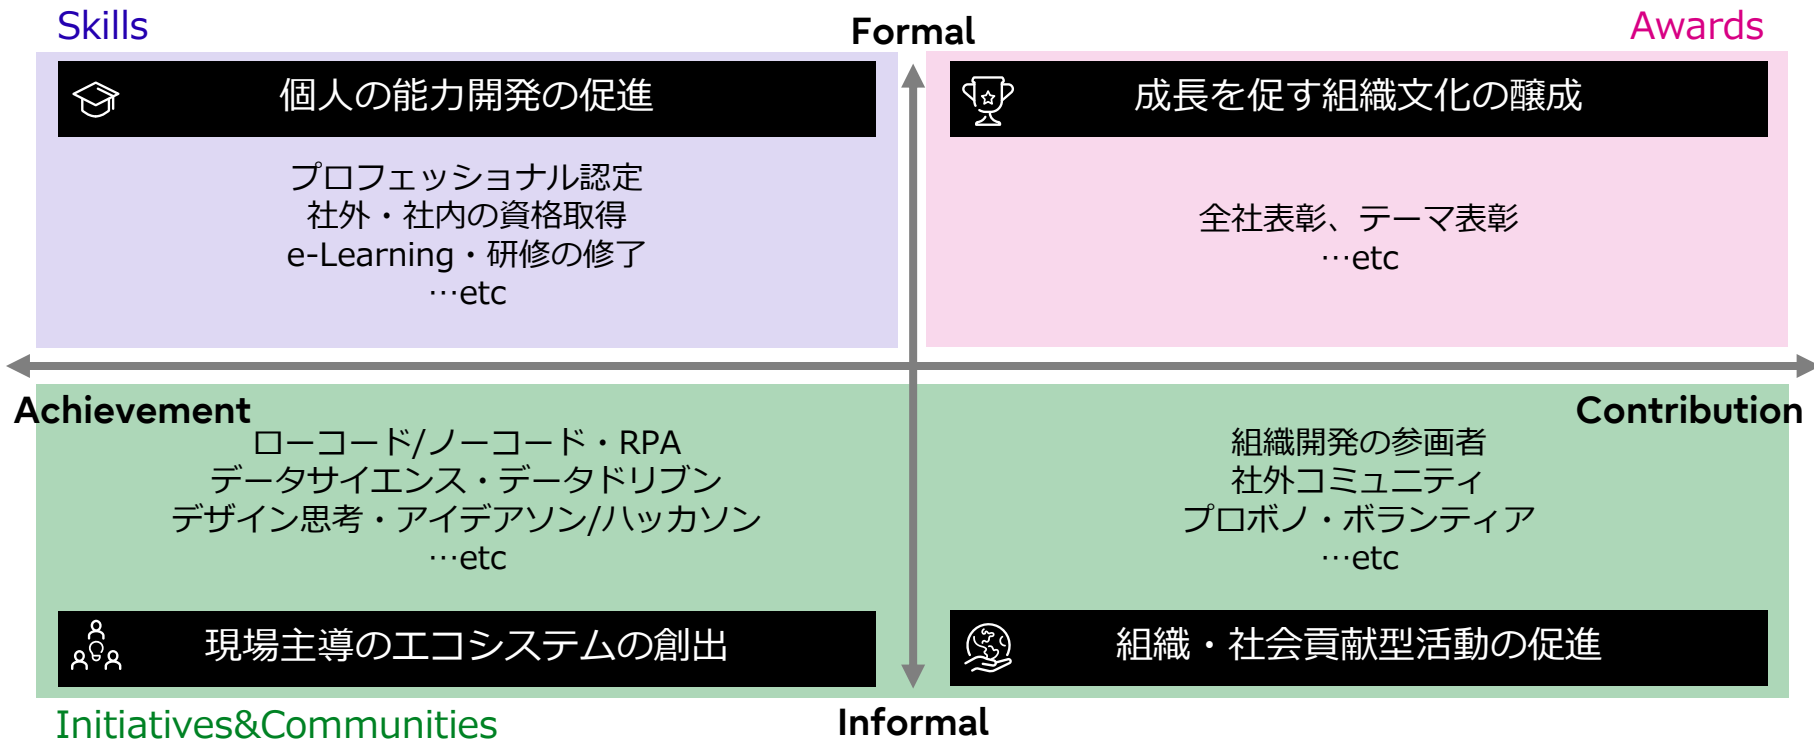 Skills
Formal
Awards
個人の能力開発の促進
プロフェッショナル認定
社外・社内の資格取得
e-Learning・研修の修了
…etc
成長を促す組織文化の醸成
全社表彰、テーマ表彰
…etc
Achievement
Contribution
ローコード/ノーコード・RPA
データサイエンス・データドリブン
デザイン思考・アイデアソン/ハッカソン
…etc
現場主導のエコシステムの創出
組織開発の参画者
社外コミュニティ
プロボノ・ボランティア
…etc
組織・社会貢献型活動の促進
Initiatives&Communities
Informal